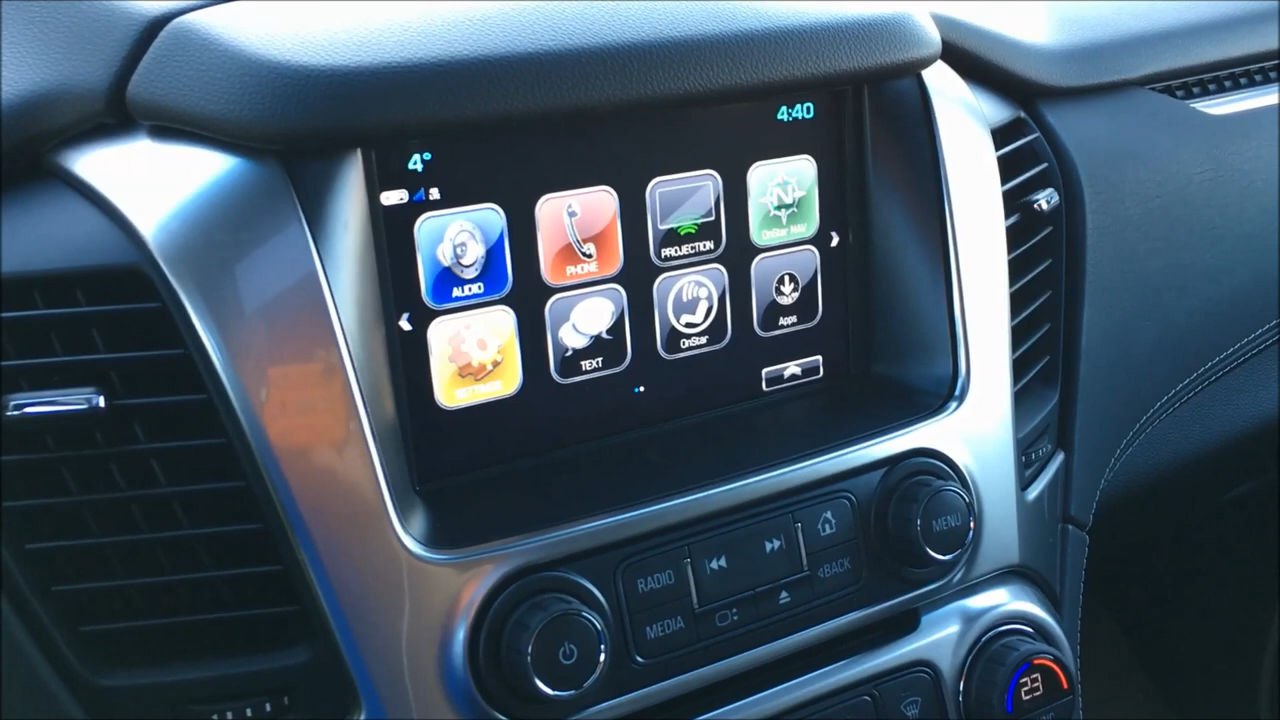 4:40
4°
AUDIO
PHONE
PROJECTION
N
OnStar NAV
SETTINGS
TEXT
OnStar
Apps
RADIO
MEDIA
BACK
MENU
23